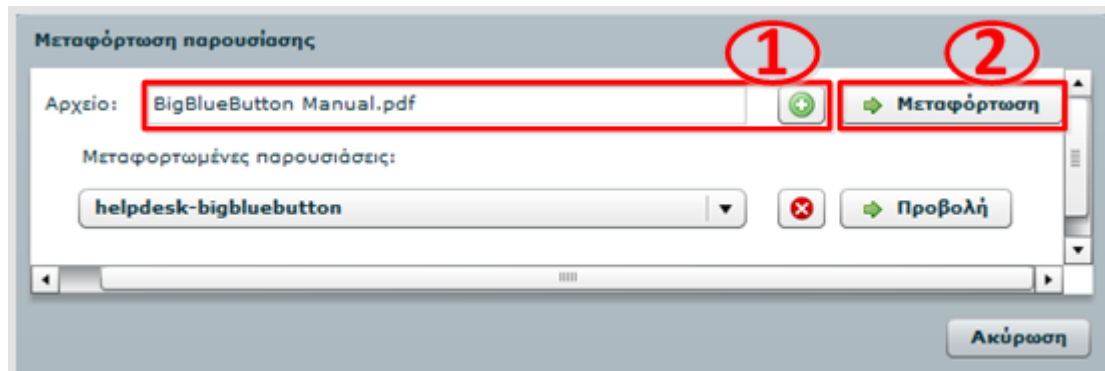 Μεταφόρτωση παρουσίασης
1 2
Αρχείο: BigBlueButton Manual.pdf Μεταφόρτωση
Μεταφορτωμένες παρουσιάσεις:
helpdesk-bigbluebutton Προβολή
Ακύρωση